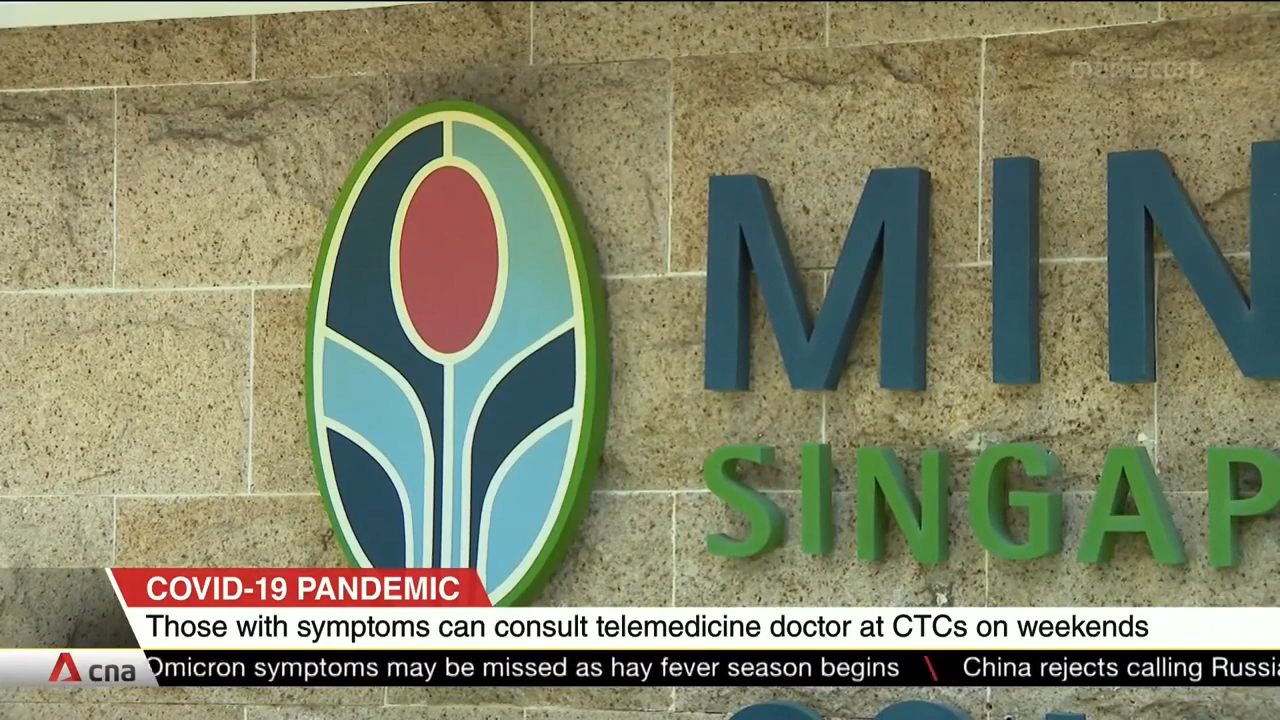 mediacorp
MIN
SINGAP
COVID-19 PANDEMIC
Those with symptoms can consult telemedicine doctor at CTCs on weekends
cna
Omicron symptoms may be missed as hay fever season begins \ China rejects calling Russia